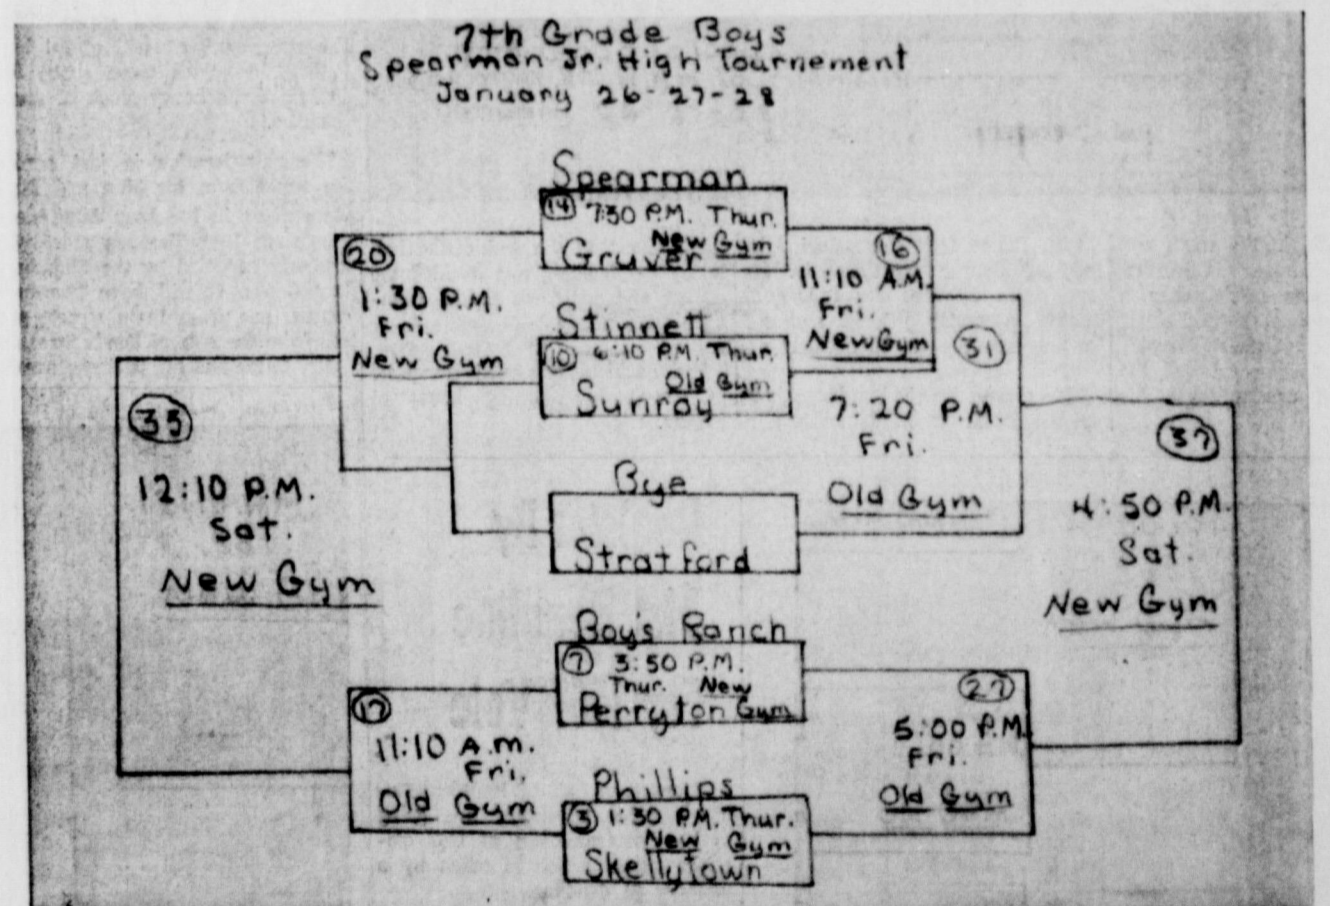 7th Grade Boys
Spearman Jr. High Tournement
January 26-27-28
Spearman
14 7:30 P.M. Thur.
New Gym
Gruver
20
1:30 P.M.
Fri.
New Gym
16
11:10 A.M.
Fri.
New Gym
Stinnett
10 6:10 P.M. Thur.
Old Gym
Sunray
31
7:20 P.M.
Fri.
Old Gym
35
12:10 P.M.
Sat.
New Gym
Bye
Stratford
37
4:50 P.M.
Sat.
New Gym
Boy's Ranch
7 3:50 P.M.
Thur. New
Perryton Gym
17
11:10 A.m.
Fri.
Old Gym
27
5:00 P.M.
Fri.
Old Gym
Phillips
3 1:30 P.M. Thur.
New Gym
Skellytown